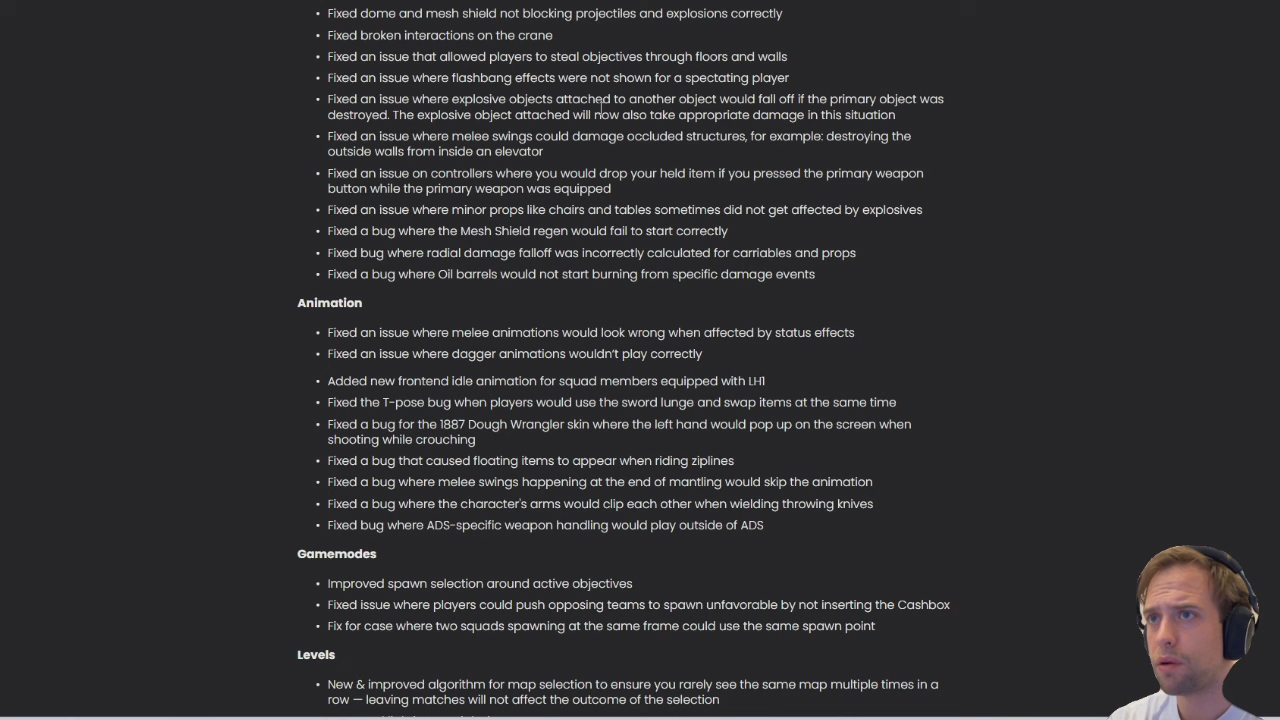 • Fixed dome and mesh shield not blocking projectiles and explosions correctly
• Fixed broken interactions on the crane
• Fixed an issue that allowed players to steal objectives through floors and walls
• Fixed an issue where flashbang effects were not shown for a spectating player
• Fixed an issue where explosive objects attached to another object would fall off if the primary object was
destroyed. The explosive object attached will now also take appropriate damage in this situation
• Fixed an issue where melee swings could damage occluded structures, for example: destroying the
outside walls from inside an elevator
• Fixed an issue on controllers where you would drop your held item if you pressed the primary weapon
button while the primary weapon was equipped
• Fixed an issue where minor props like chairs and tables sometimes did not get affected by explosives
• Fixed a bug where the Mesh Shield regen would fail to start correctly
• Fixed bug where radial damage falloff was incorrectly calculated for carriables and props
• Fixed a bug where Oil barrels would not start burning from specific damage events
Animation
• Fixed an issue where melee animations would look wrong when affected by status effects
• Fixed an issue where dagger animations wouldn't play correctly
• Added new frontend idle animation for squad members equipped with LH1
• Fixed the T-pose bug when players would use the sword lunge and swap items at the same time
• Fixed a bug for the 1887 Dough Wrangler skin where the left hand would pop up on the screen when
shooting while crouching
• Fixed a bug that caused floating items to appear when riding ziplines
• Fixed a bug where melee swings happening at the end of mantling would skip the animation
• Fixed a bug where the character's arms would clip each other when wielding throwing knives
• Fixed bug where ADS-specific weapon handling would play outside of ADS
Gamemodes
• Improved spawn selection around active objectives
• Fixed issue where players could push opposing teams to spawn unfavorable by not inserting the Cashbox
• Fix for case where two squads spawning at the same frame could use the same spawn point
Levels
• New & improved algorithm for map selection to ensure you rarely see the same map multiple times in a
row — leaving matches will not affect the outcome of the selection